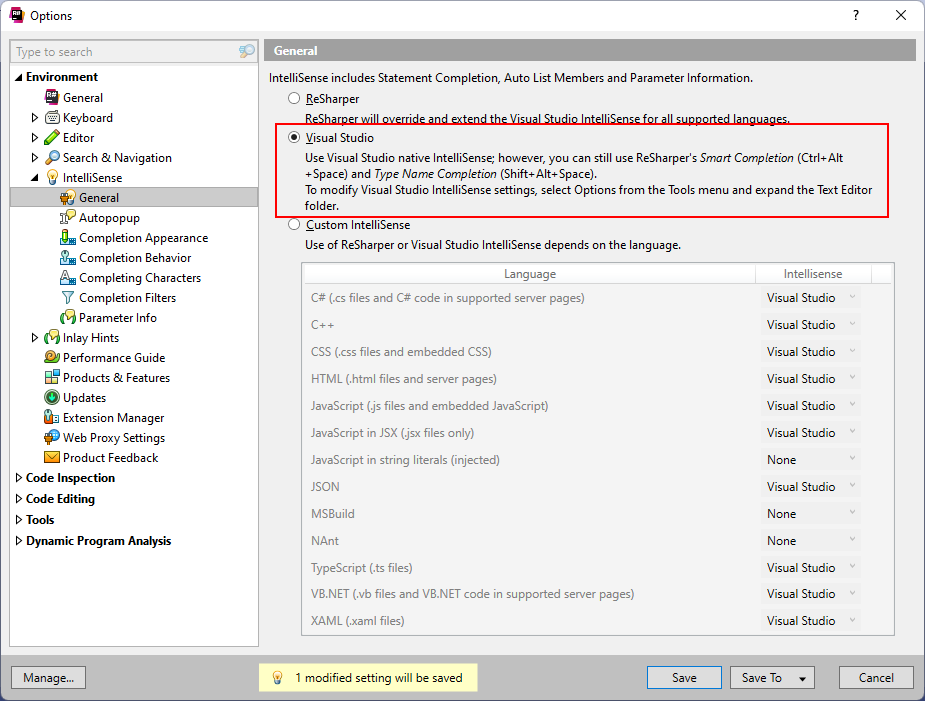 Options
?
Type to search
Environment
General
Keyboard
Editor
Search & Navigation
IntelliSense
General
Autopopup
Completion Appearance
Completion Behavior
Completing Characters
Completion Filters
Parameter Info
Inlay Hints
Performance Guide
Products & Features
Updates
Extension Manager
Web Proxy Settings
Product Feedback
Code Inspection
Code Editing
Tools
Dynamic Program Analysis
General
IntelliSense includes Statement Completion, Auto List Members and Parameter Information.
ReSharper
ReSharper will override and extend the Visual Studio IntelliSense for all supported languages.
Visual Studio
Use Visual Studio native IntelliSense; however, you can still use ReSharper's Smart Completion (Ctrl+Alt
+Space) and Type Name Completion (Shift+Alt+Space).
To modify Visual Studio IntelliSense settings, select Options from the Tools menu and expand the Text Editor
folder.
Custom IntelliSense
Use of ReSharper or Visual Studio IntelliSense depends on the language.
Language Intellisense
C# (.cs files and C# code in supported server pages) Visual Studio
C++ Visual Studio
CSS (.css files and embedded CSS) Visual Studio
HTML (.html files and server pages) Visual Studio
JavaScript (.js files and embedded JavaScript) Visual Studio
JavaScript in JSX (.jsx files only) Visual Studio
JavaScript in string literals (injected) None
JSON Visual Studio
MSBuild None
NAnt None
TypeScript (.ts files) Visual Studio
VB.NET (.vb files and VB.NET code in supported server pages) Visual Studio
XAML (.xaml files) Visual Studio
Manage...
1 modified setting will be saved
Save
Save To
Cancel